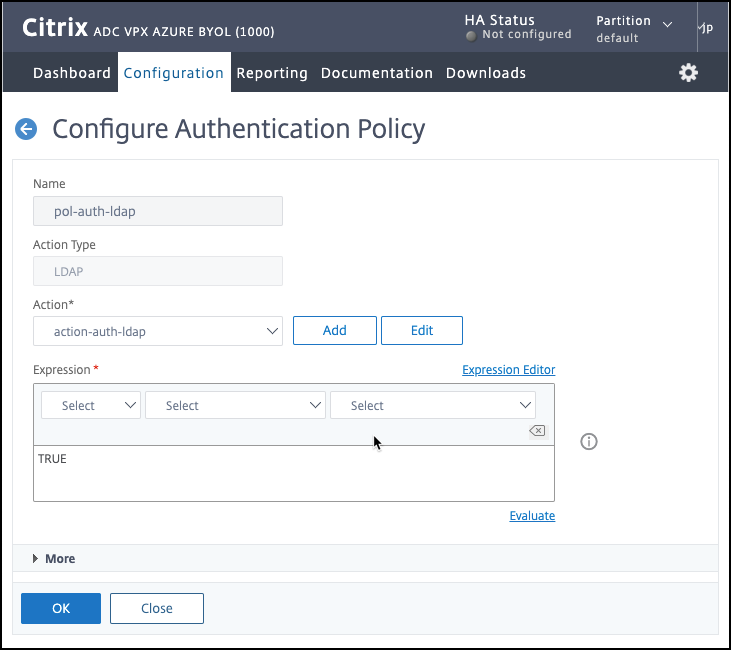 Citrix ADC VPX AZURE BYOL (1000)
HA Status
Not configured
Partition
default
jp
Dashboard Configuration Reporting Documentation Downloads
Configure Authentication Policy
Name
pol-auth-ldap
Action Type
LDAP
Action*
action-auth-ldap
Add Edit
Expression * Expression Editor
Select Select Select
TRUE
Evaluate
More
OK Close